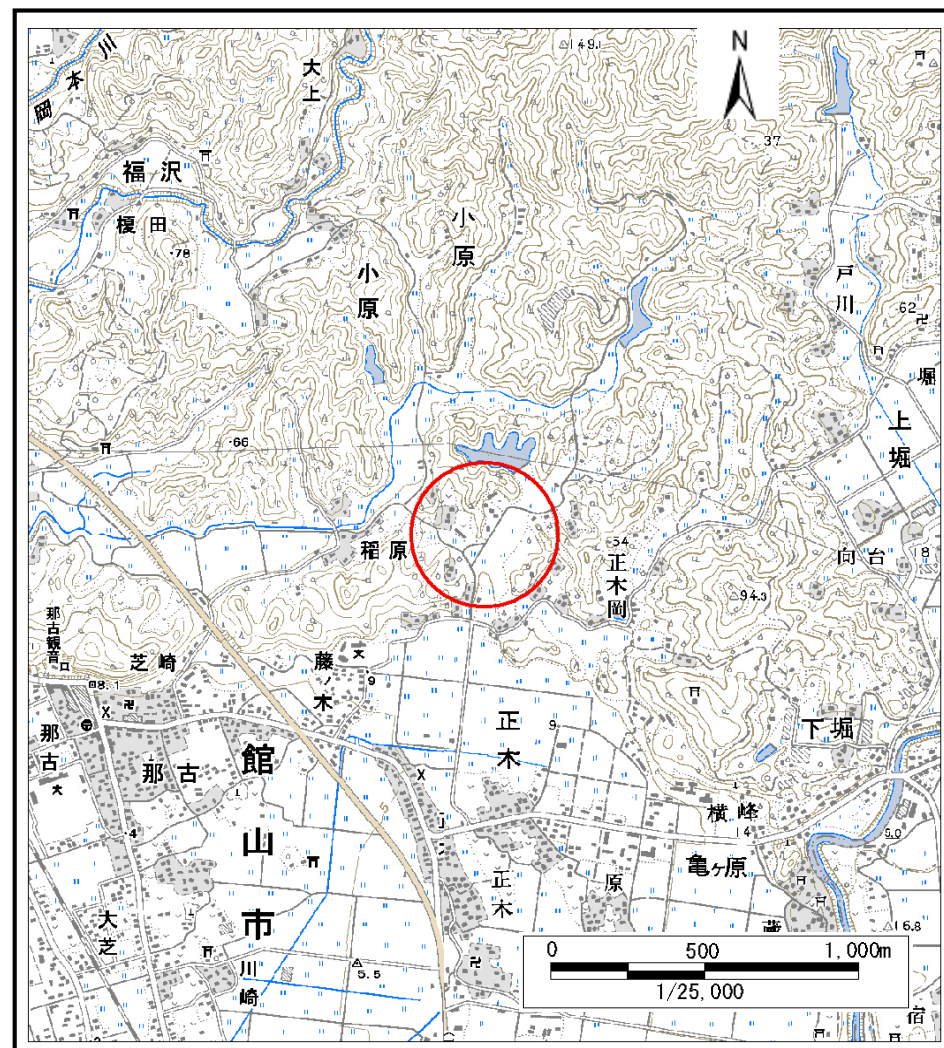 N
149.1
大上
岡本川
37
福沢
小原
榎田
78
小原
戸川
62
堀
上堀
66
稲原
54
正木岡
向台
8
94.3
那古観音
芝崎
藤ノ木
9
8.1
正木
9
下堀
那古
那古
館山市
横峰
4
5.0
4
亀ヶ原
正木
原
大芝
16.8
川崎
5.5
0 500 1,000m
1/25,000
宿